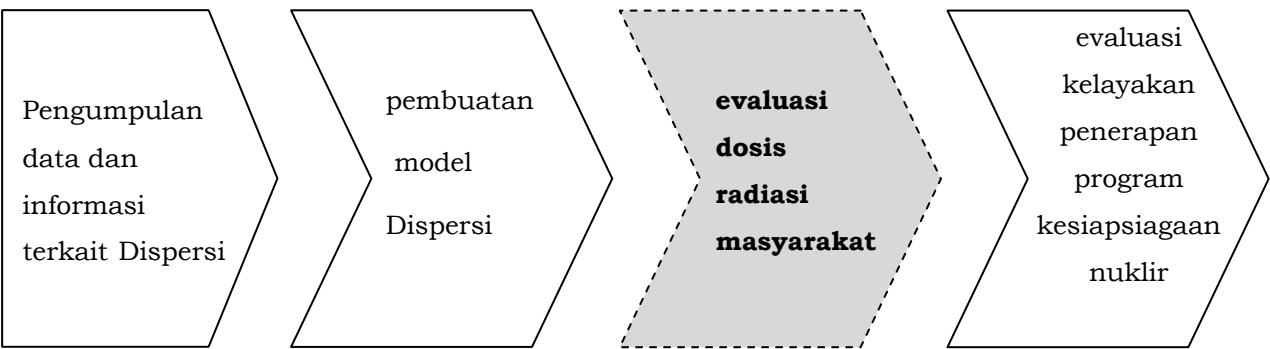 Pengumpulan
data dan
informasi
terkait Dispersi
pembuatan
model
Dispersi
evaluasi
dosis
radiasi
masyarakat
evaluasi
kelayakan
penerapan
program
kesiapsiagaan
nuklir